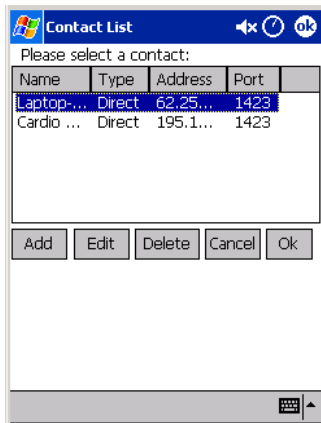 Contact List ok
Please select a contact:
Name Type Address Port
Laptop-... Direct 62.25... 1423
Cardio ... Direct 195.1... 1423
Add Edit Delete Cancel Ok